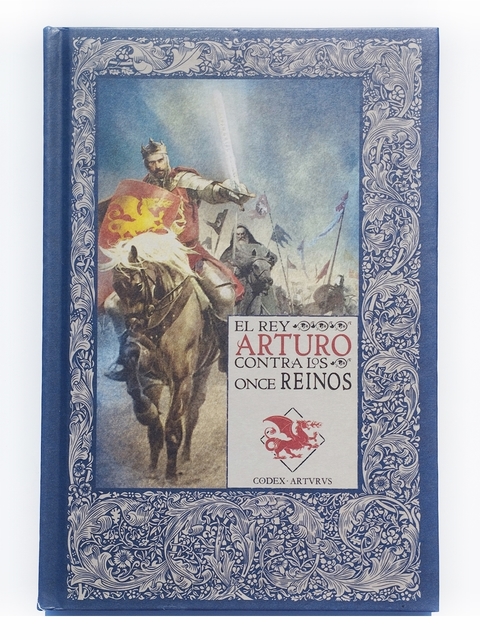 EL REY
ARTURO
CONTRA LOS
ONCE REINOS
CODEX·ARTVRVS